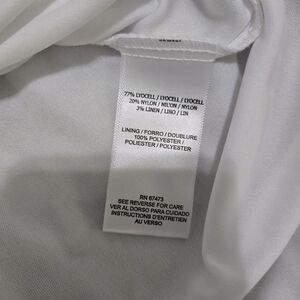 77% LYOCELL / LYOCELL / LYOCELL
20% NYLON / NILON / NYLON
3% LINEN / LINO / LIN
LINING / FORRO / DOUBLURE
100% POLYESTER /
POLIESTER / POLYESTER
RN 67473
SEE REVERSE FOR CARE
VER AL DORSO PARA CUIDADO
INSTRUCTIONS D'ENTRETIEN
AU VERSO